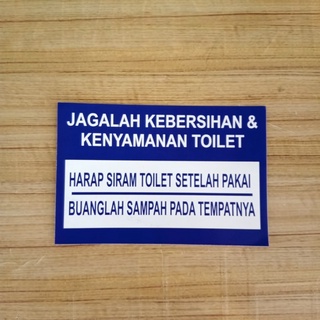 JAGALAH KEBERSIHAN &
KENYAMANAN TOILET
HARAP SIRAM TOILET SETELAH PAKAI
BUANGLAH SAMPAH PADA TEMPATNYA